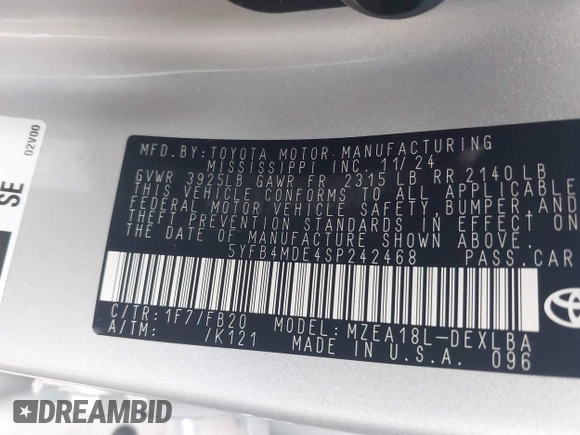 02V00
SE
MFD.BY:TOYOTA MOTOR MANUFACTURING
MISSISSIPPI INC. 11/24
GVWR 3925LB GAWR FR 2315 LB RR 2140 LB
THIS VEHICLE CONFORMS TO ALL APPLICABLE
FEDERAL MOTOR VEHICLE SAFETY,BUMPER,AND
THEFT PREVENTION STANDARDS IN EFFECT ON
THE DATE OF MANUFACTURE SHOWN ABOVE.
5YFB4MDE4SP242468 PASS.CAR
C/TR:1F7/FB20 MODEL:MZEA18L-DEXLBA
A/TM: /K121 MADE IN U.S.A. 096
DREAMBID